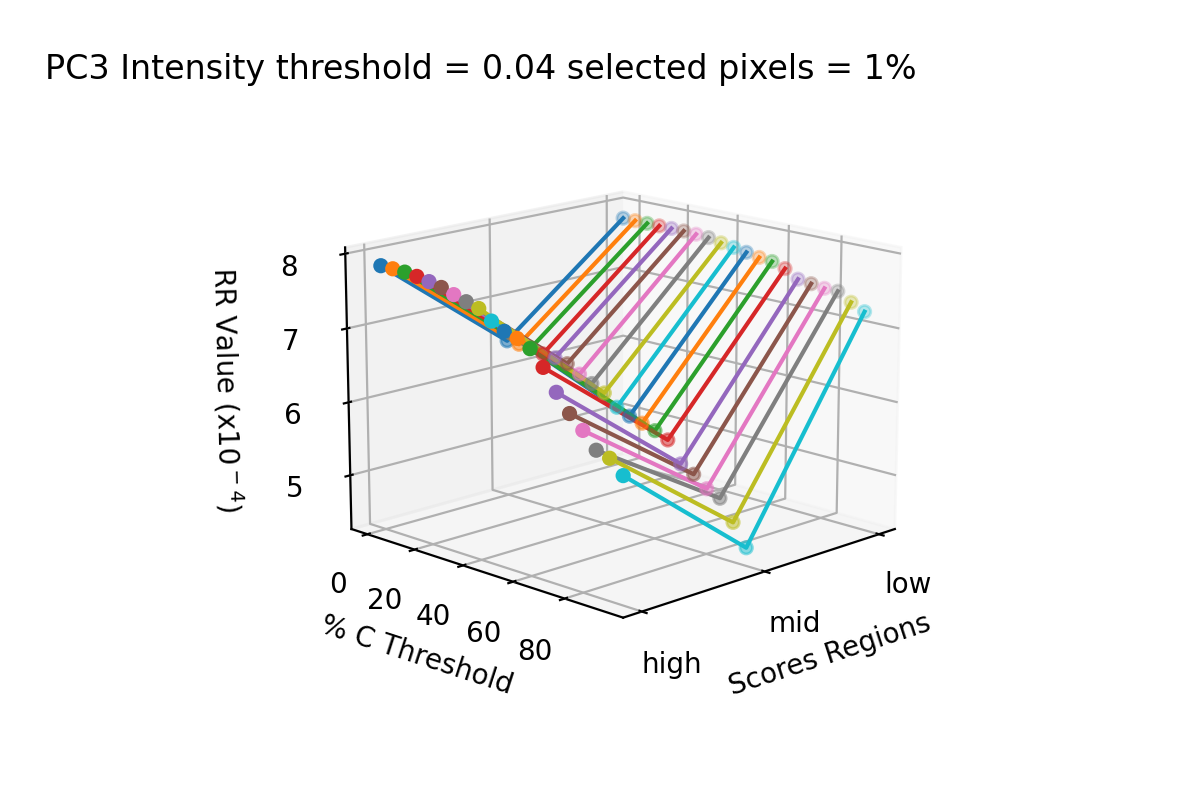 PC3 Intensity threshold = 0.04 selected pixels = 1%
8
7
6
5
RR Value (x10⁻⁴)
0
20
40
60
80
% C Threshold
high
mid
low
Scores Regions